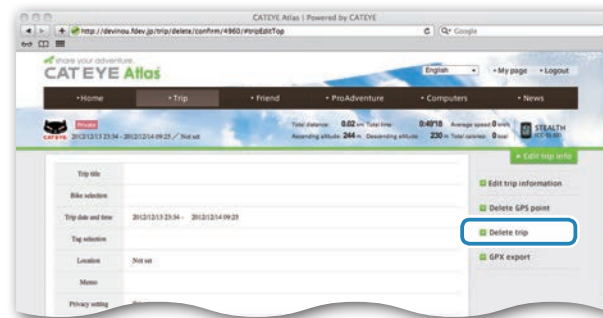 CATEYE Atlas | Powered by CATEYE
http://devinou.fdev.jp/trip/delete/confirm/4960/#tripEditTop
Google
share your adventure.
CATEYE Atlas
English
My page
Logout
Home
Trip
Friend
ProAdventure
Computers
News
CATEYE
Private
2012/12/13 23:34 - 2012/12/14 09:25 / Not set
Total distance: 0.02 km Total time: 0:49'18 Average speed 0 km/h
Ascending altitude 244 m Descending altitude 230 m Total calories 0 kcal
STEALTH
Edit trip info
Trip title
Bike selection
Trip date and time 2012/12/13 23:34 - 2012/12/14 09:25
Tag selection
Location Not set
Memo
Privacy setting
Edit trip information
Delete GPS point
Delete trip
GPX export